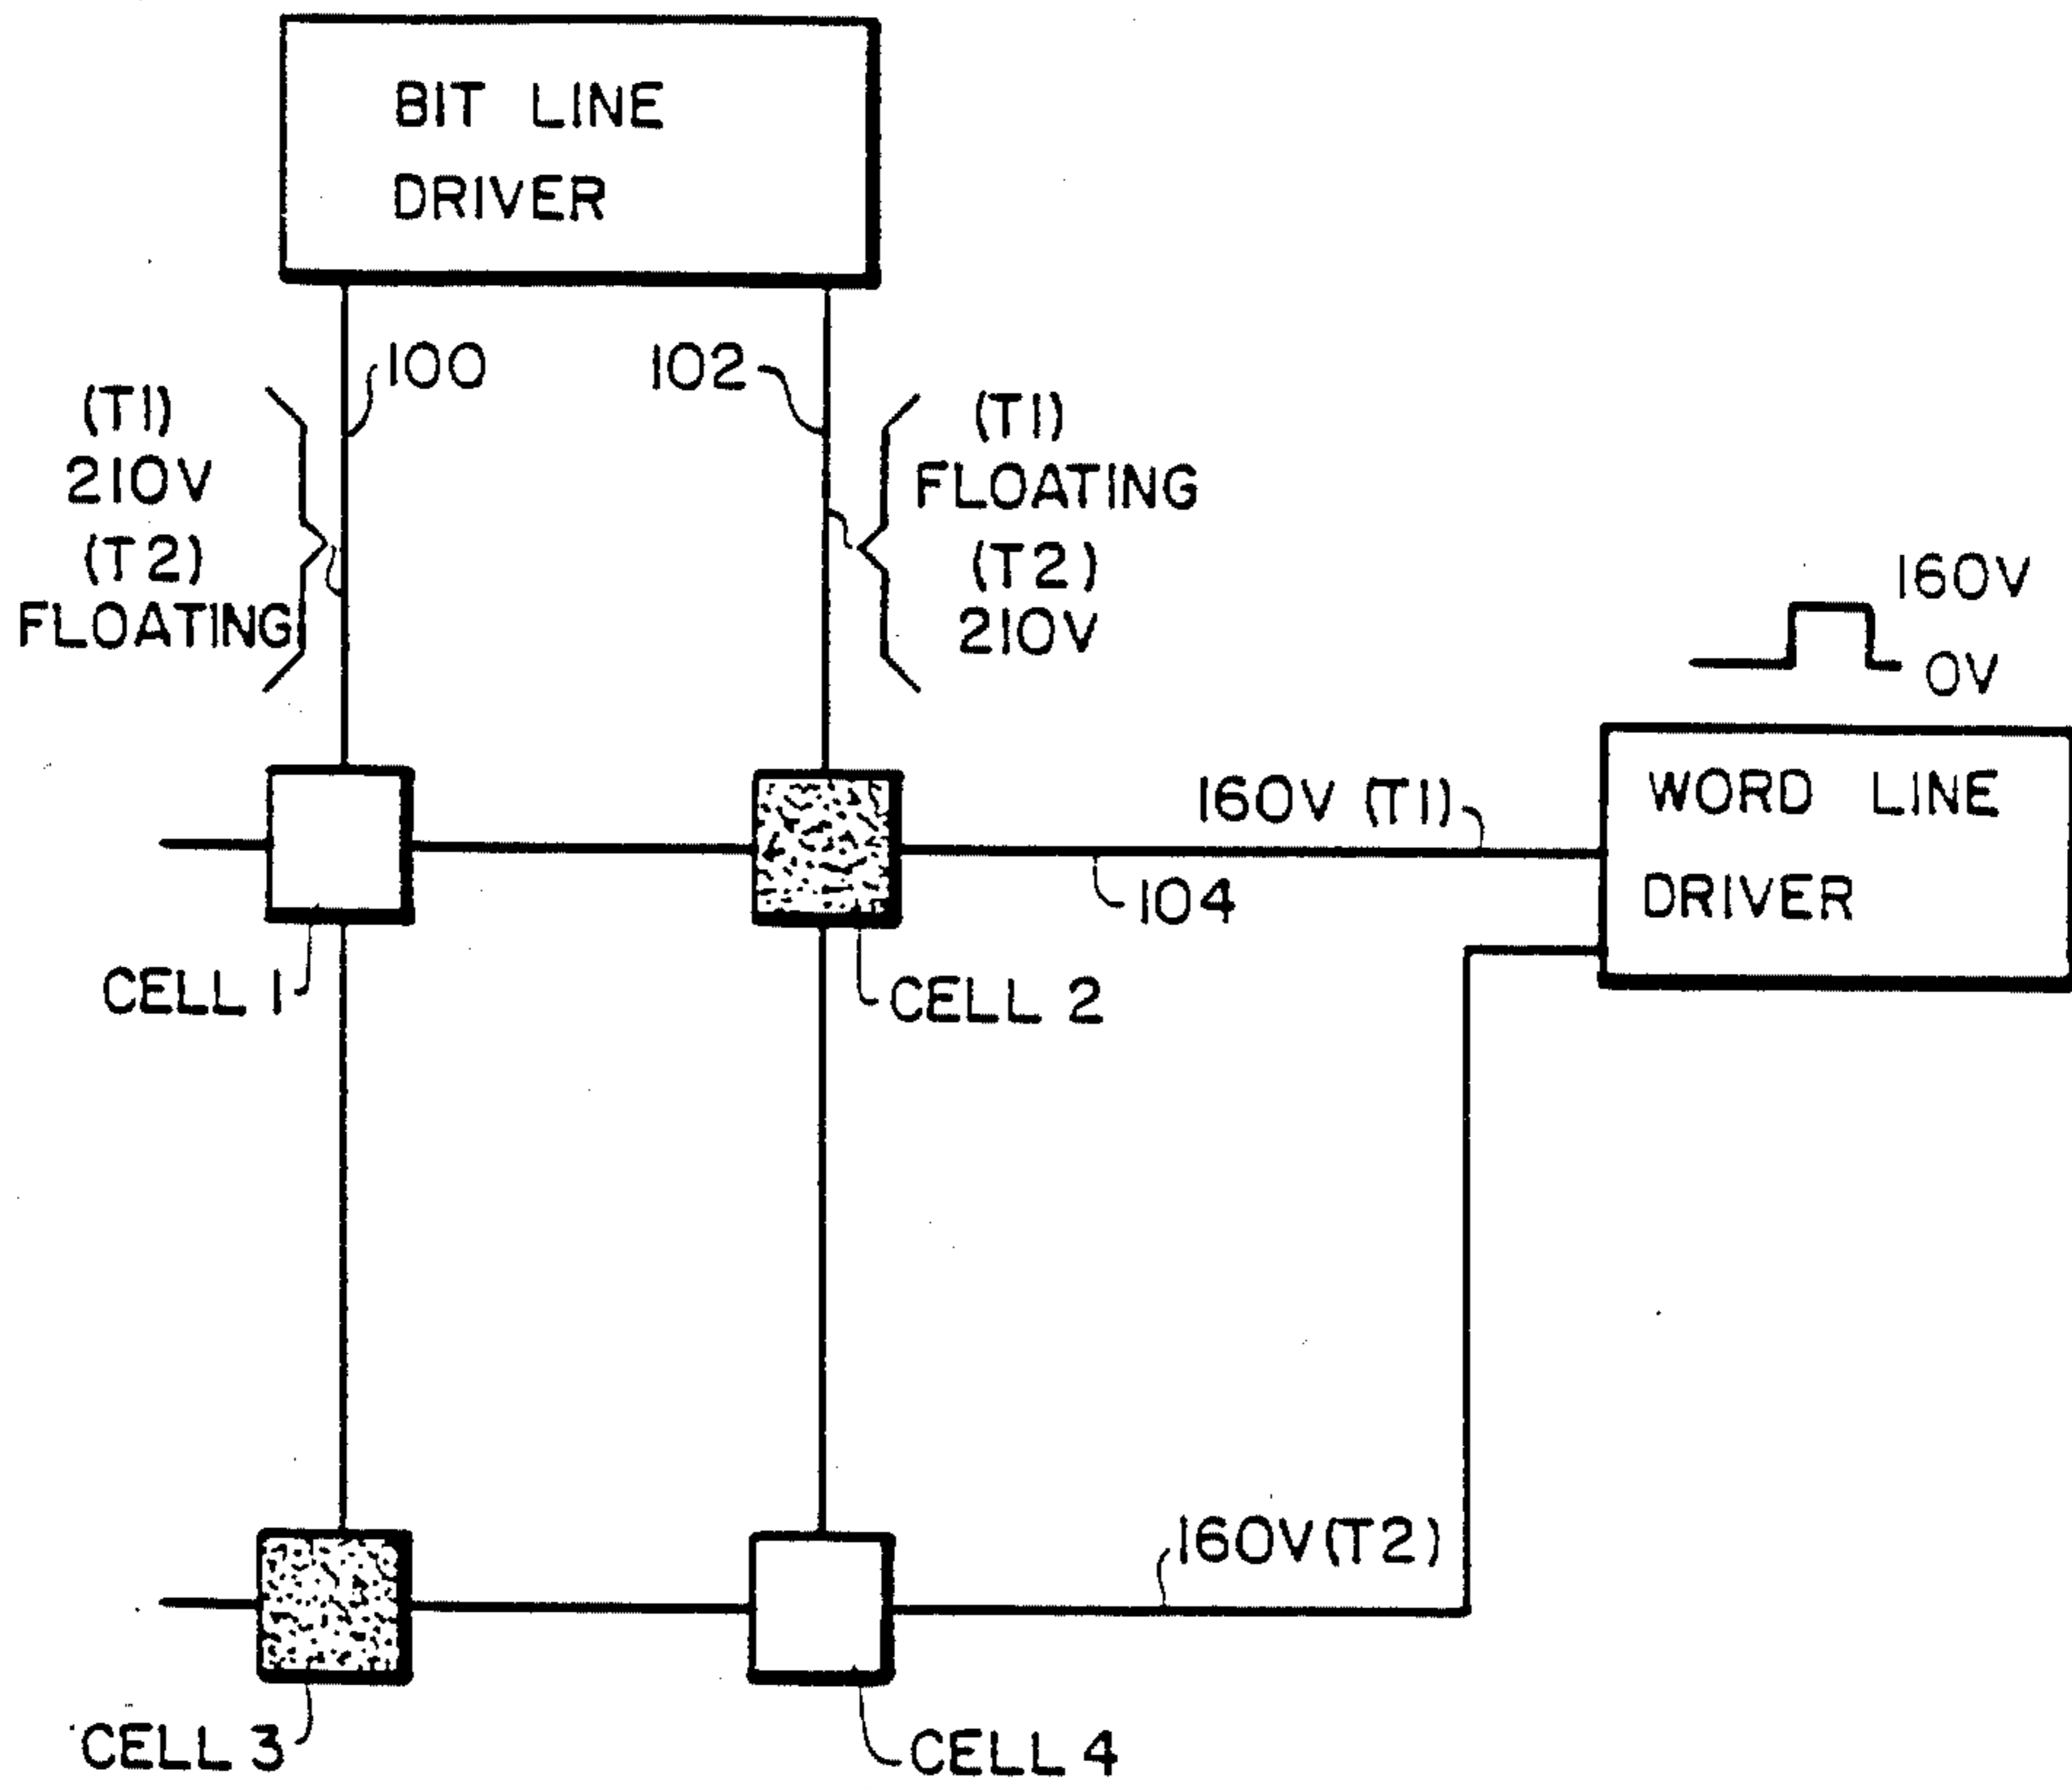 BIT LINE
DRIVER
100
102
(T1)
210V
(T2)
FLOATING
(T1)
FLOATING
(T2)
210V
160V
0V
160V (T1)
WORD LINE
DRIVER
104
CELL 1
CELL 2
160V(T2)
CELL 3
CELL 4